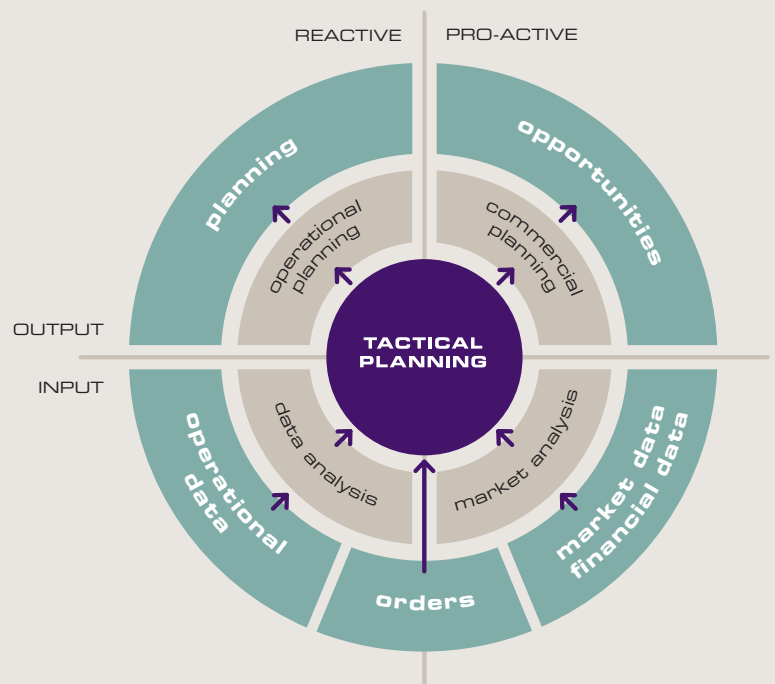 REACTIVE
PRO-ACTIVE
planning
opportunities
operational
planning
commercial
planning
OUTPUT
TACTICAL
PLANNING
INPUT
operational
data
data analysis
market analysis
market data
financial data
orders